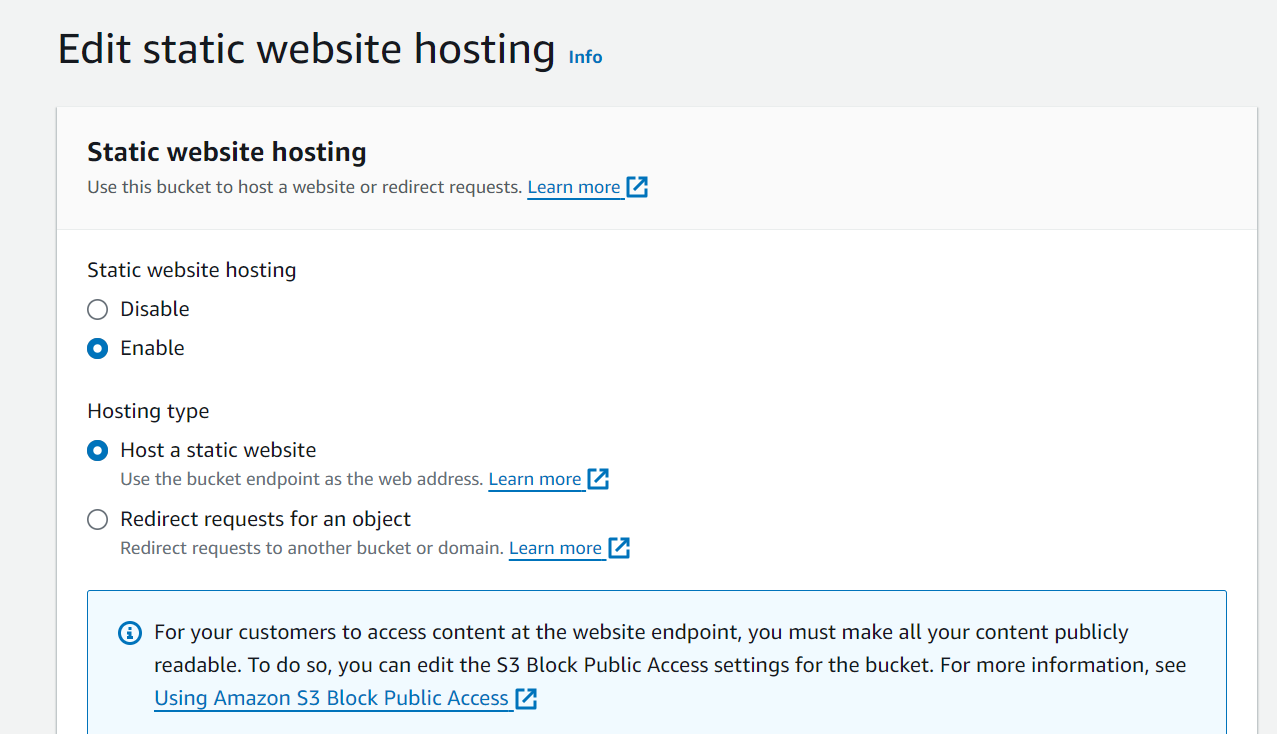 Edit static website hosting Info
Static website hosting
Use this bucket to host a website or redirect requests. Learn more
Static website hosting
Disable
Enable
Hosting type
Host a static website
Use the bucket endpoint as the web address. Learn more
Redirect requests for an object
Redirect requests to another bucket or domain. Learn more
For your customers to access content at the website endpoint, you must make all your content publicly
readable. To do so, you can edit the S3 Block Public Access settings for the bucket. For more information, see
Using Amazon S3 Block Public Access